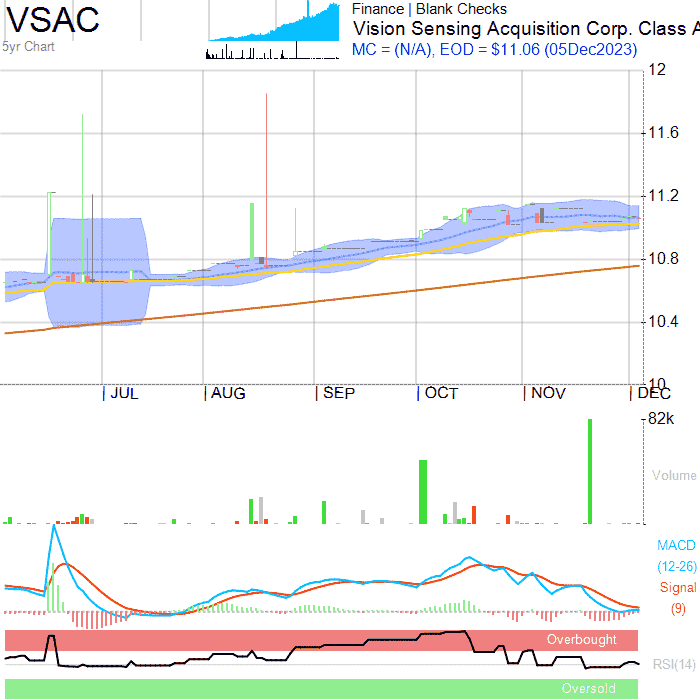 VSAC
5yr Chart
Finance | Blank Checks
Vision Sensing Acquisition Corp. Class A
MC = (N/A), EOD = $11.06 (05Dec2023)
12
11.6
11.2
10.8
10.4
10
JUL
AUG
SEP
OCT
NOV
DEC
82k
Volume
MACD
(12-26)
Signal
(9)
Overbought
RSI(14)
Oversold